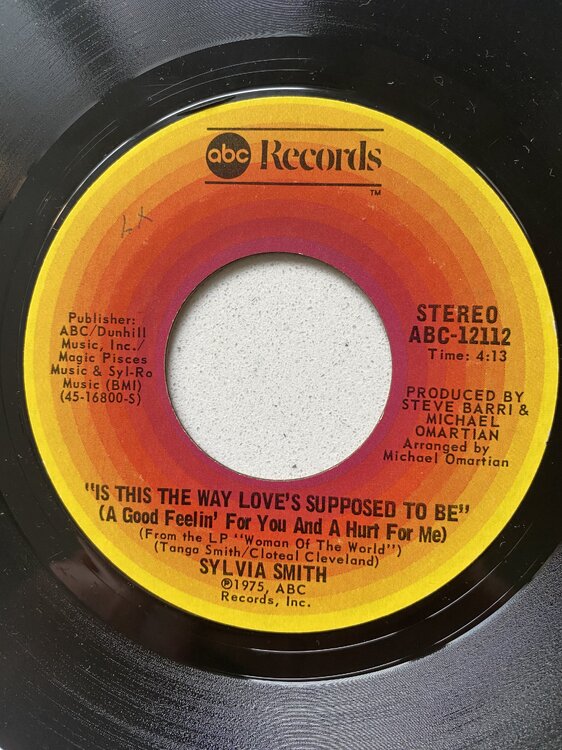 abc Records
TM
Publisher:
ABC/Dunhill
Music, Inc./
Magic Pisces
Music & Syl-Ro
Music (BMI)
(45-16800-S)
STEREO
ABC-12112
Time: 4:13
PRODUCED BY
STEVE BARRI &
MICHAEL
OMARTIAN
Arranged by
Michael Omartian
"IS THIS THE WAY LOVE'S SUPPOSED TO BE"
(A Good Feelin' For You And A Hurt For Me)
(From the LP "Woman Of The World")
(Tanga Smith/Cloteal Cleveland)
SYLVIA SMITH
℗1975, ABC
Records, Inc.